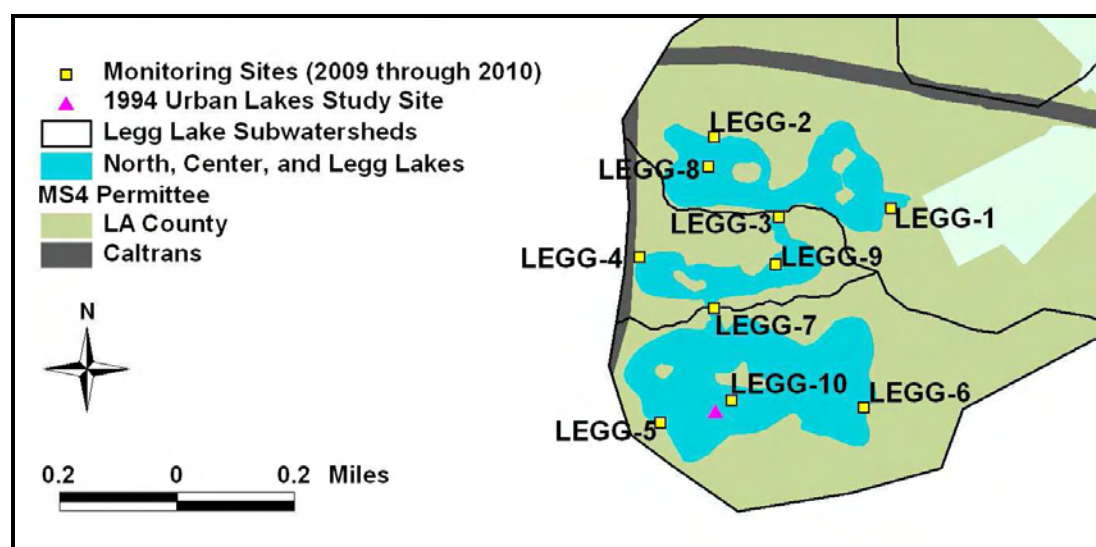 Monitoring Sites (2009 through 2010)
1994 Urban Lakes Study Site
Legg Lake Subwatersheds
North, Center, and Legg Lakes
MS4 Permittee
LA County
Caltrans
N
0.2 0 0.2 Miles
LEGG-2
LEGG-8
LEGG-3
LEGG-1
LEGG-4
LEGG-9
LEGG-7
LEGG-10
LEGG-6
LEGG-5